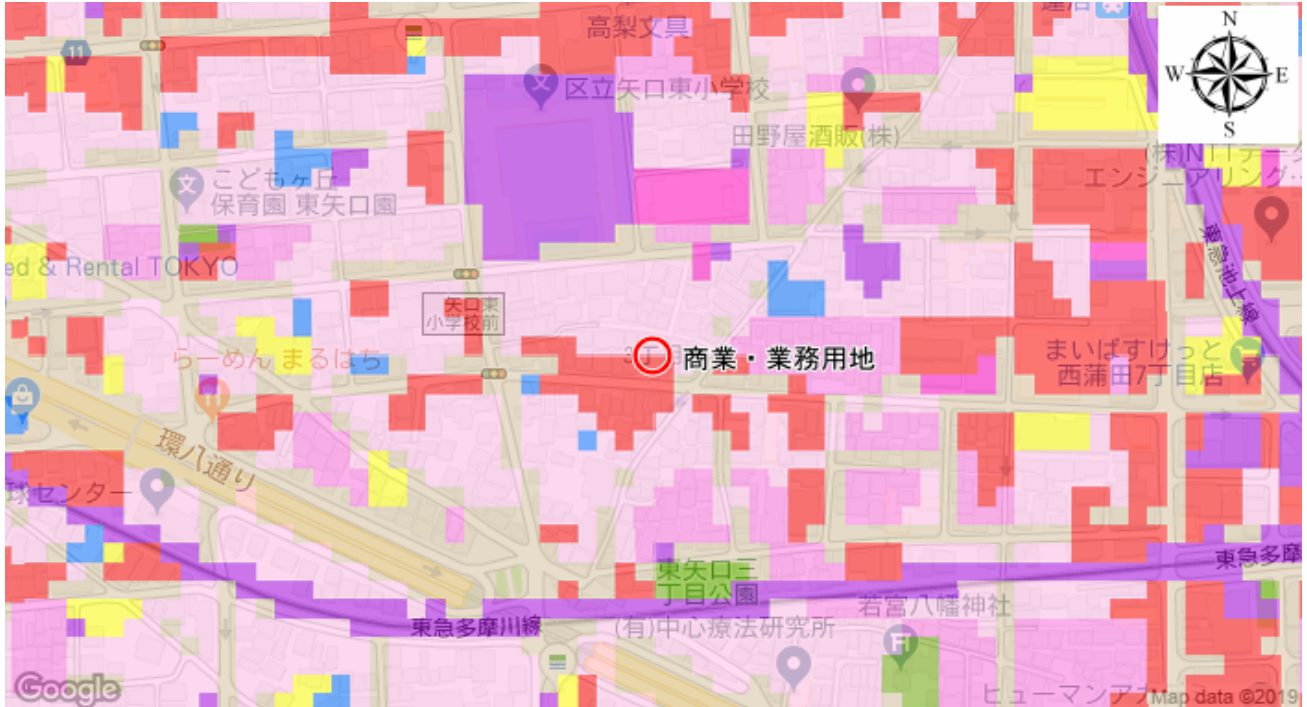 蓮沼
N
W
E
S
高梨文具
11
区立矢口東小学校
田野屋酒販(株)
(株)NTTデータ
エンジニアリング…
こどもヶ丘
保育園 東矢口園
ed & Rental TOKYO
東急池上線
矢口東
小学校前
3丁目
商業・業務用地
らーめん まるはち
まいばすけっと
西蒲田7丁目店
環八通り
球センター
東急多摩
東矢口三
丁目公園
若宮八幡神社
東急多摩川線
(有)中心療法研究所
Google
ヒューマンアカ
Map data ©2019